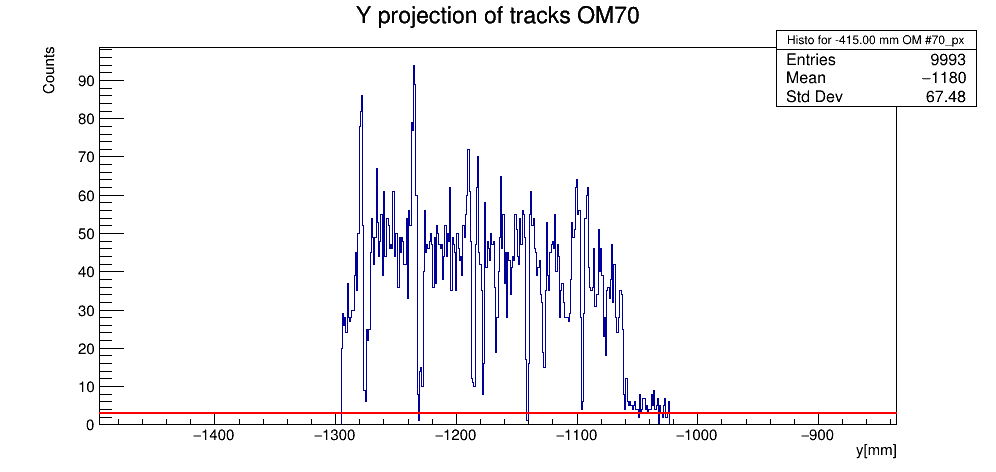 Y projection of tracks OM70
Histo for -415.00 mm OM #70_px
Entries 9993
Mean −1180
Std Dev 67.48
Counts
90
80
70
60
50
40
30
20
10
0
−1400 −1300 −1200 −1100 −1000 −900
y[mm]